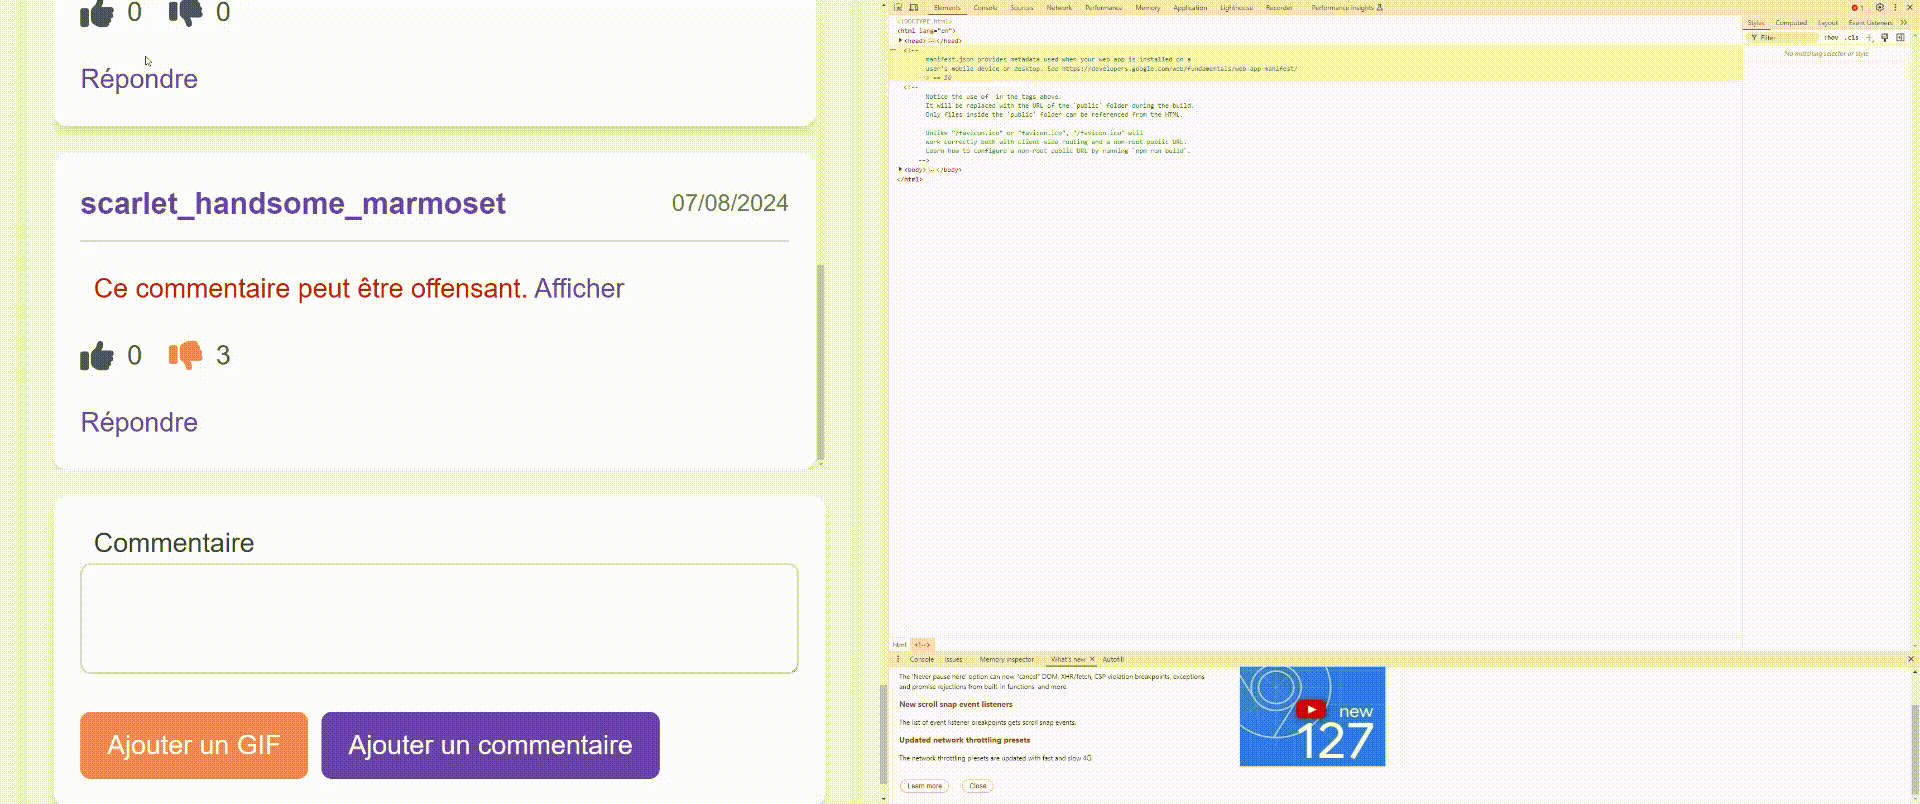 0 0
Répondre
scarlet_handsome_marmoset 07/08/2024
Ce commentaire peut être offensant. Afficher
0 3
Répondre
Commentaire
Ajouter un GIF Ajouter un commentaire
Elements Console Sources Network Performance Memory Application Lighthouse Recorder Performance insights 1
<!DOCTYPE html>
<html lang="en">
<head> </head>
<!--
manifest.json provides metadata used when your web app is installed on a
user's mobile device or desktop. See https://developers.google.com/web/fundamentals/web-app-manifest/
--> == $0
<!--
Notice the use of in the tags above.
It will be replaced with the URL of the `public` folder during the build.
Only files inside the `public` folder can be referenced from the HTML.
Unlike "/favicon.ico" or "favicon.ico", "/favicon.ico" will
work correctly both with client-side routing and a non-root public URL.
Learn how to configure a non-root public URL by running `npm run build`.
-->
<body> </body>
</html>
Styles Computed Layout Event Listeners
Filter :hov .cls
No matching selector or style
html <!-->
Console Issues Memory inspector What's new Autofill
The 'Never pause here' option can now "cancel" DOM, XHR/fetch, CSP violation breakpoints, exceptions
and promise rejections from built-in functions, and more.
New scroll snap event listeners
The list of event listener breakpoints gets scroll snap events.
Updated network throttling presets
The network throttling presets are updated with fast and slow 4G.
Learn more Close
new
127